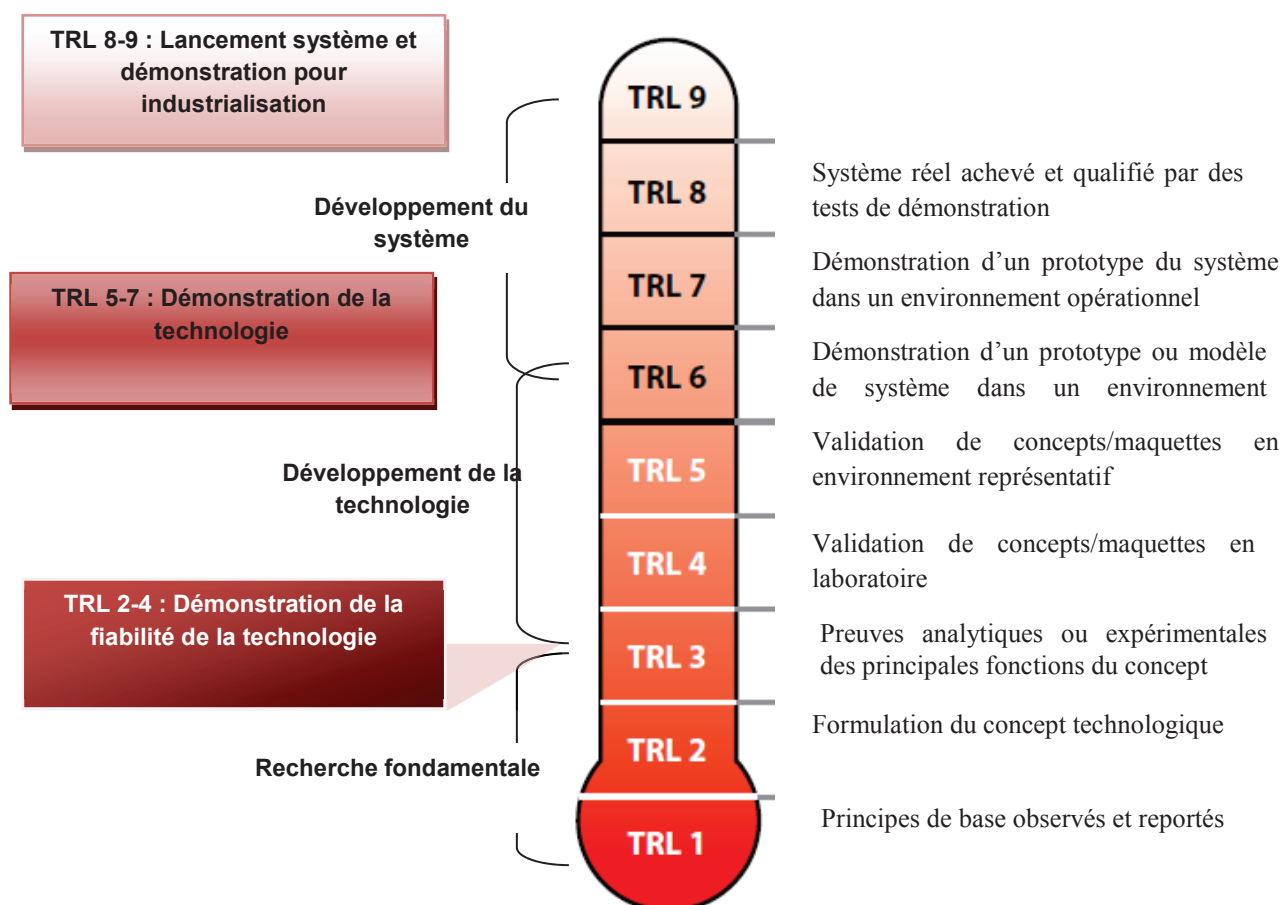 TRL 8-9 : Lancement système et
démonstration pour
industrialisation
TRL 9
TRL 8
Système réel achevé et qualifié par des
tests de démonstration
Développement du
système
TRL 7
Démonstration d’un prototype du système
dans un environnement opérationnel
TRL 5-7 : Démonstration de la
technologie
TRL 6
Démonstration d’un prototype ou modèle
de système dans un environnement
TRL 5
Validation de concepts/maquettes en
environnement représentatif
Développement de la
technologie
TRL 4
Validation de concepts/maquettes en
laboratoire
TRL 2-4 : Démonstration de la
fiabilité de la technologie
TRL 3
Preuves analytiques ou expérimentales
des principales fonctions du concept
TRL 2
Formulation du concept technologique
Recherche fondamentale
TRL 1
Principes de base observés et reportés